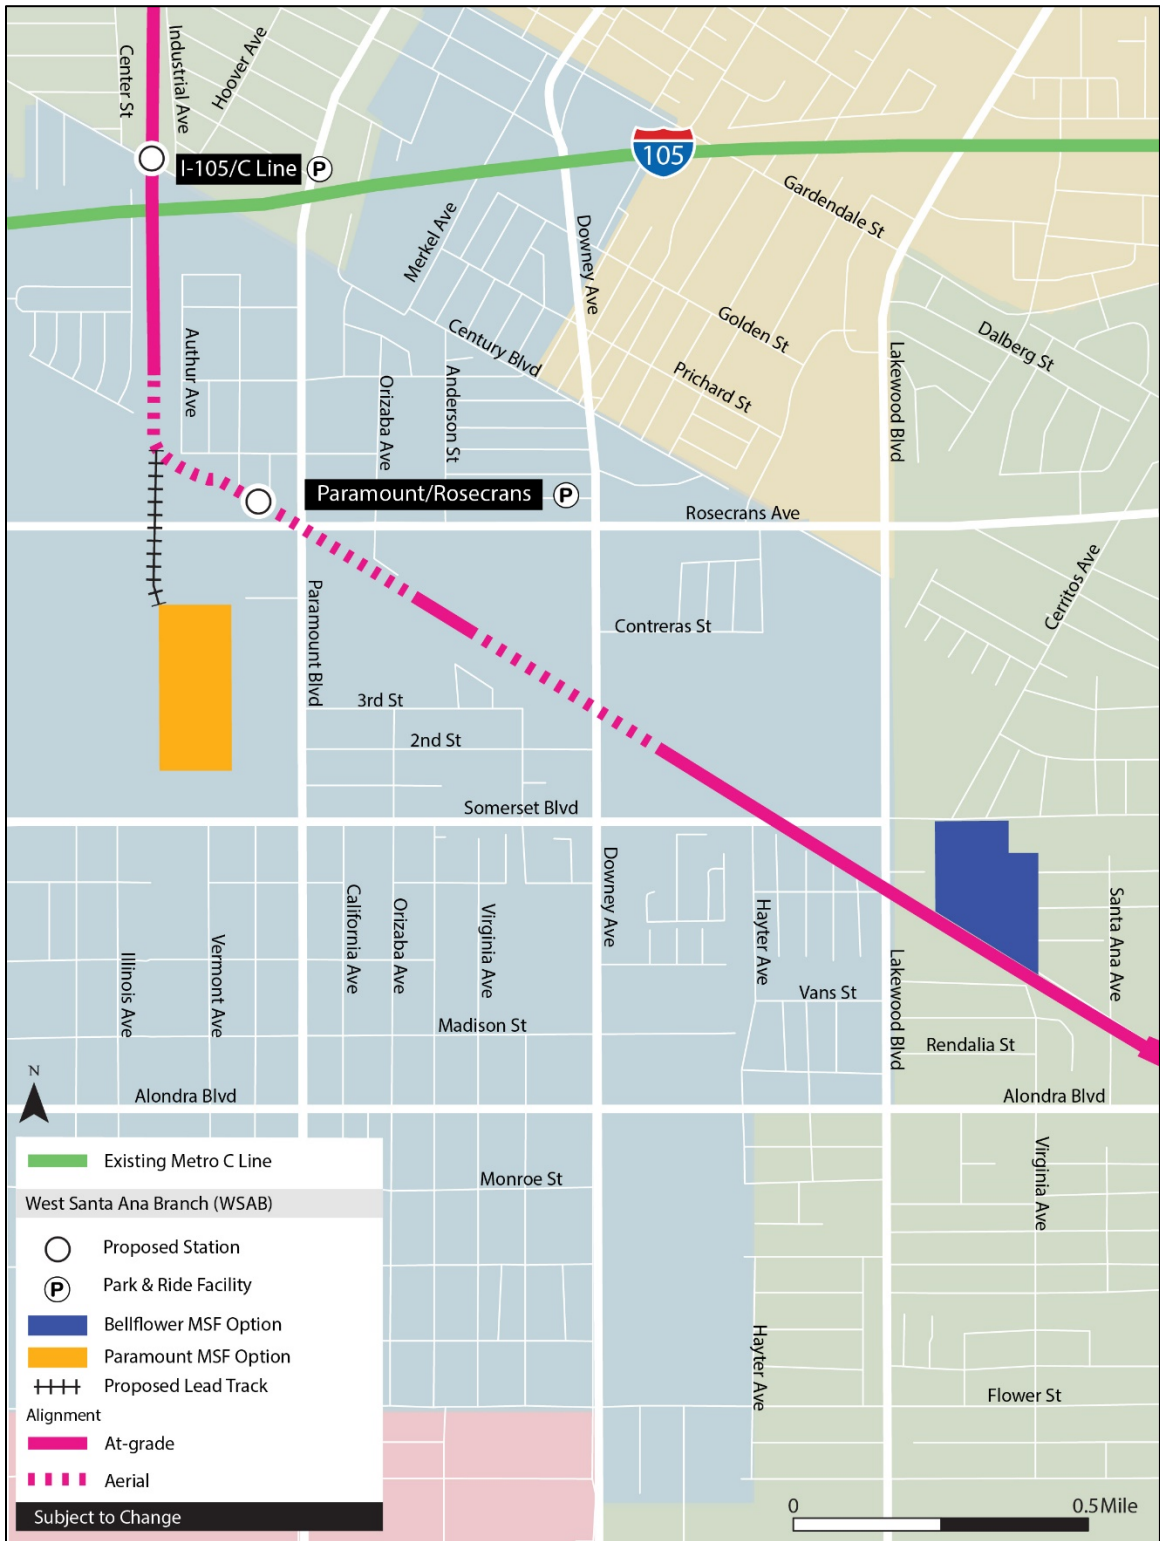 Center St
Industrial Ave
Hoover Ave
I-105/C Line
P
105
Gardendale St
Merkel Ave
Downey Ave
Golden St
Dalberg St
Century Blvd
Prichard St
Authur Ave
Orizaba Ave
Anderson St
Lakewood Blvd
Paramount/Rosecrans
P
Rosecrans Ave
Cerritos Ave
Paramount Blvd
Contreras St
3rd St
2nd St
Somerset Blvd
Illinois Ave
Vermont Ave
California Ave
Orizaba Ave
Virginia Ave
Downey Ave
Hayter Ave
Lakewood Blvd
Santa Ana Ave
Vans St
Madison St
Rendalia St
N
Alondra Blvd
Alondra Blvd
Monroe St
Virginia Ave
Hayter Ave
Flower St
Existing Metro C Line
West Santa Ana Branch (WSAB)
Proposed Station
P
Park & Ride Facility
Bellflower MSF Option
Paramount MSF Option
Proposed Lead Track
Alignment
At-grade
Aerial
Subject to Change
0
0.5 Mile